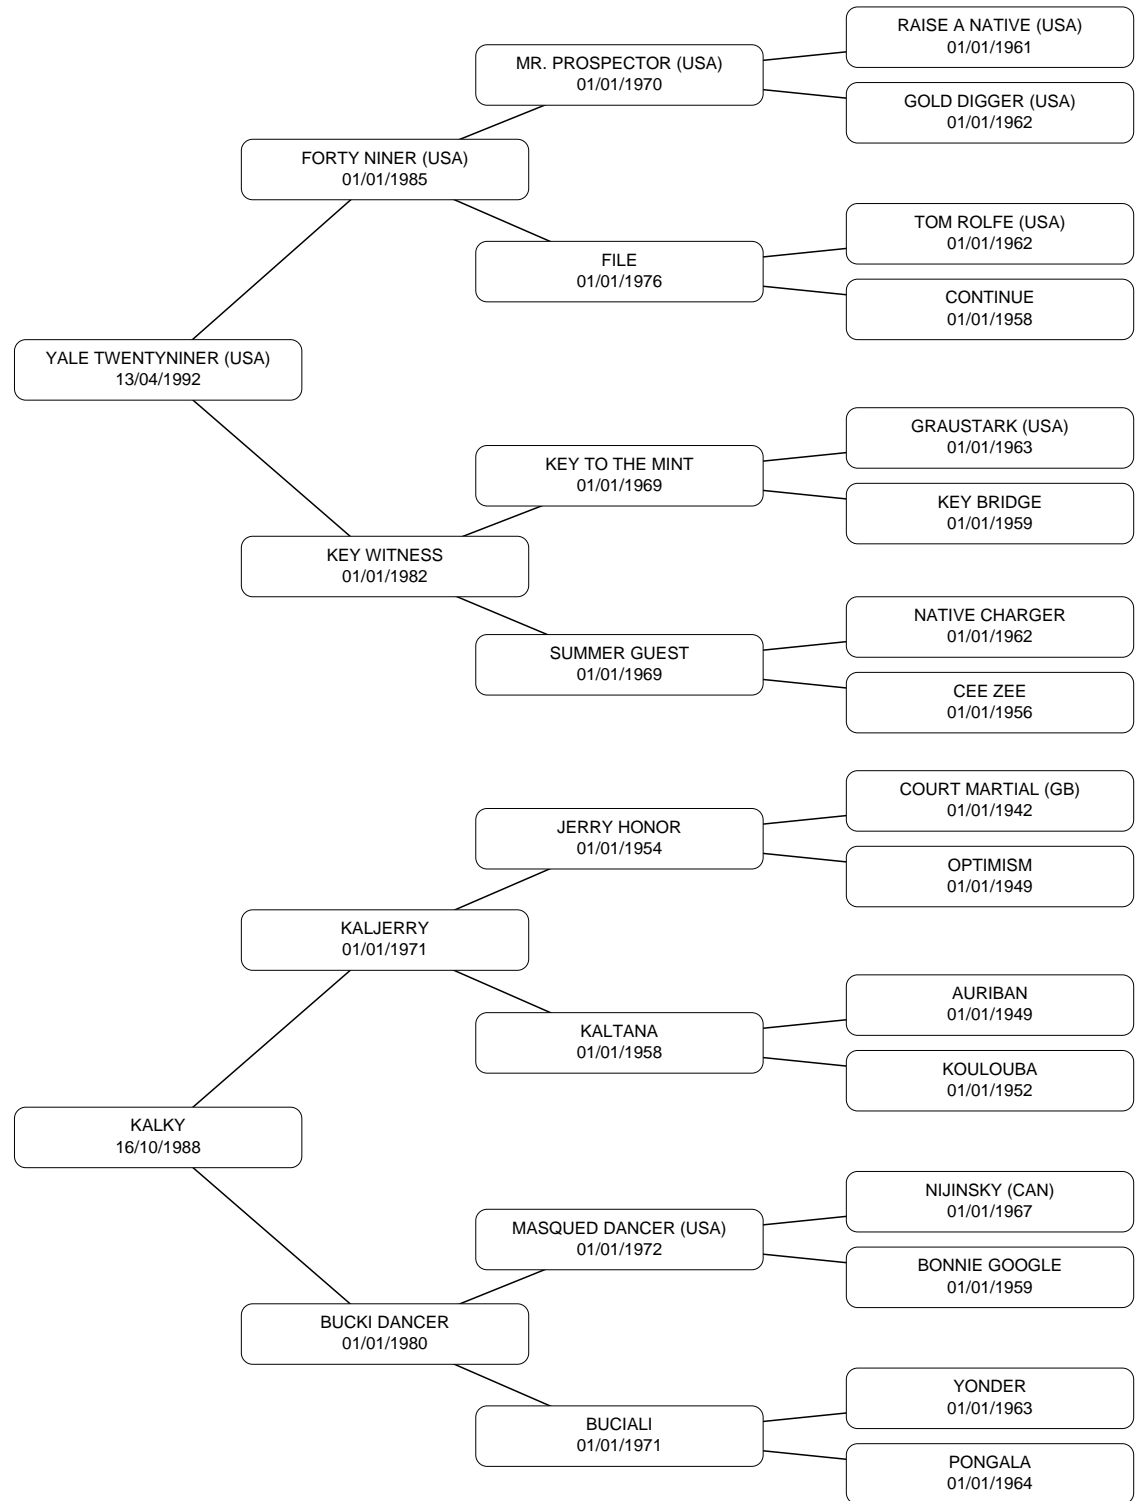 RAISE A NATIVE (USA)
01/01/1961
MR. PROSPECTOR (USA)
01/01/1970
GOLD DIGGER (USA)
01/01/1962
FORTY NINER (USA)
01/01/1985
TOM ROLFE (USA)
01/01/1962
FILE
01/01/1976
CONTINUE
01/01/1958
YALE TWENTYNINER (USA)
13/04/1992
GRAUSTARK (USA)
01/01/1963
KEY TO THE MINT
01/01/1969
KEY BRIDGE
01/01/1959
KEY WITNESS
01/01/1982
NATIVE CHARGER
01/01/1962
SUMMER GUEST
01/01/1969
CEE ZEE
01/01/1956
COURT MARTIAL (GB)
01/01/1942
JERRY HONOR
01/01/1954
OPTIMISM
01/01/1949
KALJERRY
01/01/1971
AURIBAN
01/01/1949
KALTANA
01/01/1958
KOULOUBA
01/01/1952
KALKY
16/10/1988
NIJINSKY (CAN)
01/01/1967
MASQUED DANCER (USA)
01/01/1972
BONNIE GOOGLE
01/01/1959
BUCKI DANCER
01/01/1980
YONDER
01/01/1963
BUCIALI
01/01/1971
PONGALA
01/01/1964